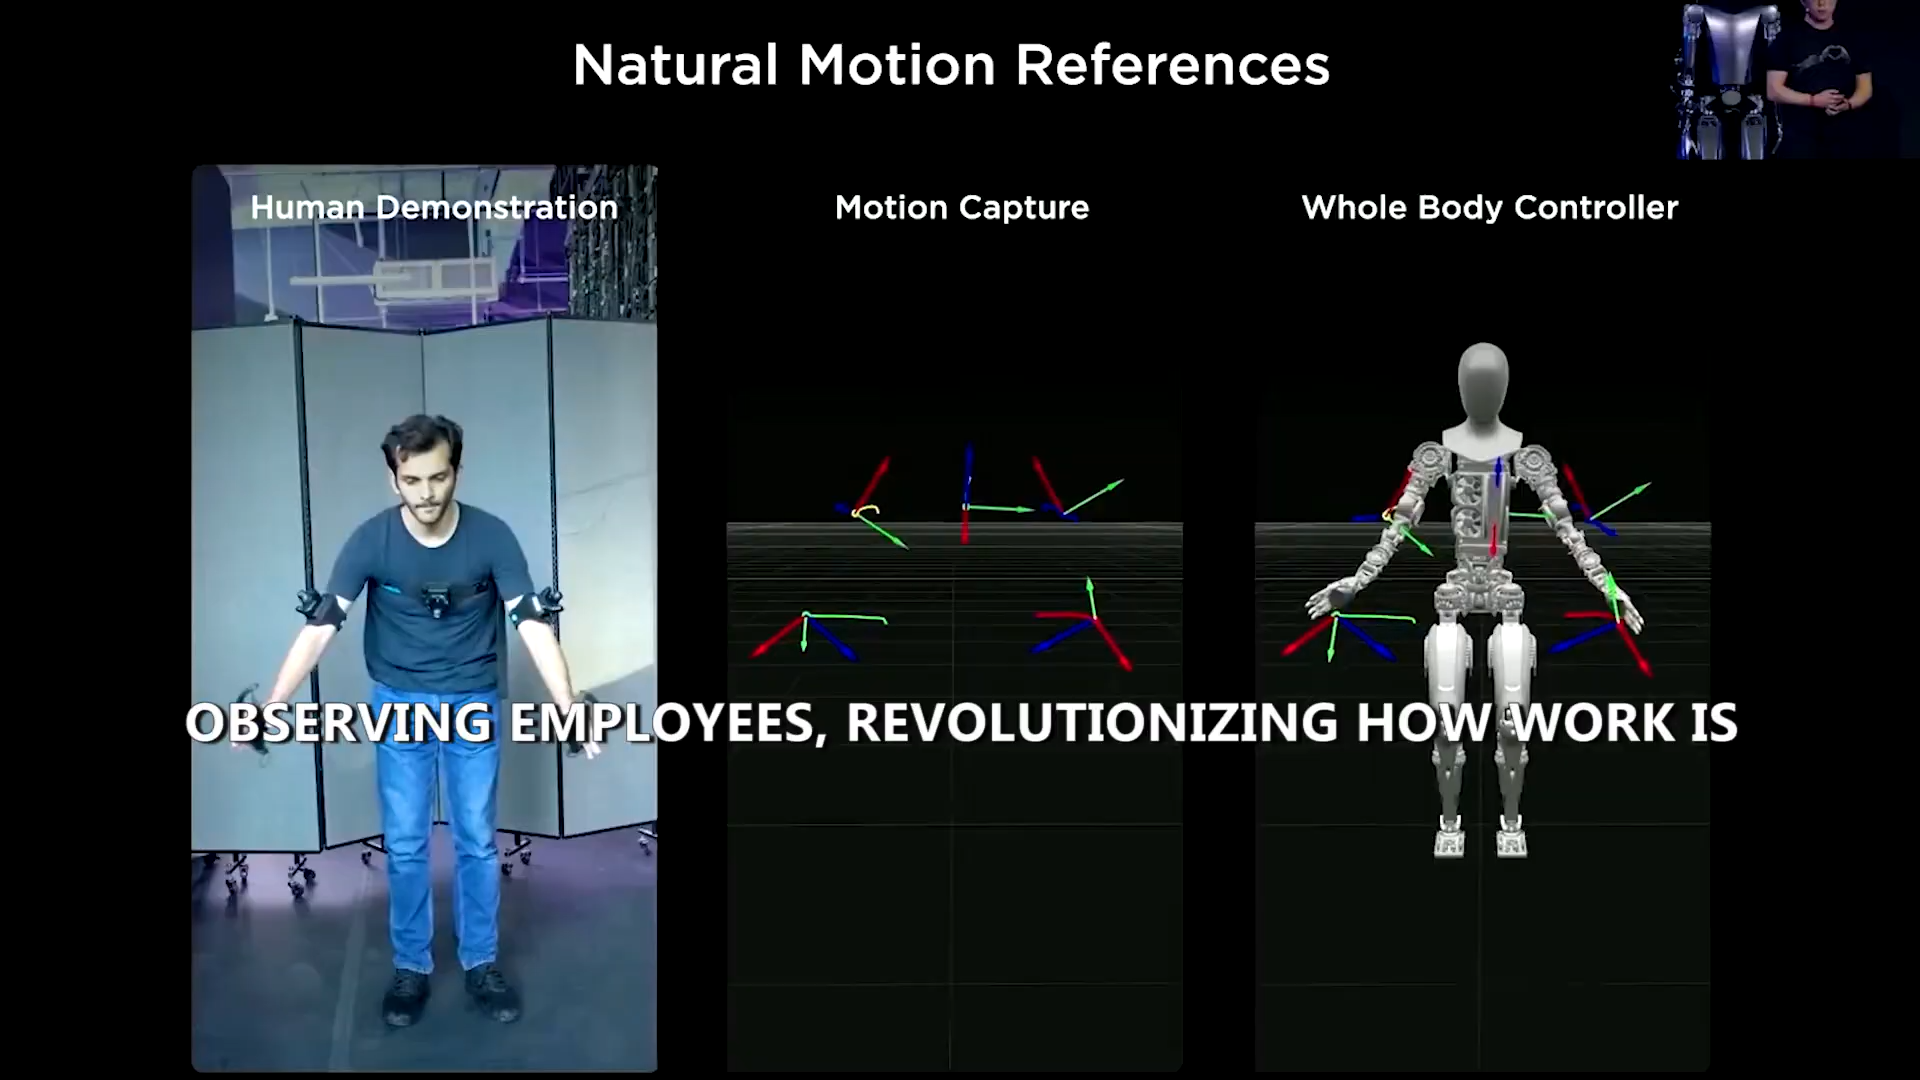 Natural Motion References
Human Demonstration
Motion Capture
Whole Body Controller
OBSERVING EMPLOYEES, REVOLUTIONIZING HOW WORK IS